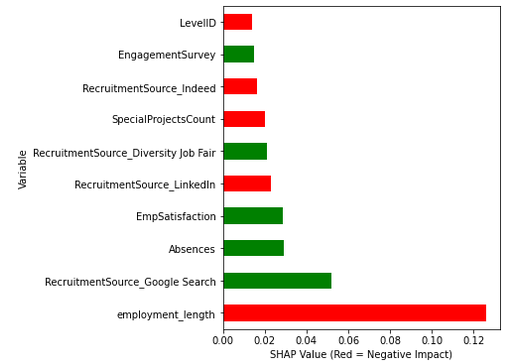 LevelID
EngagementSurvey
RecruitmentSource_Indeed
SpecialProjectsCount
RecruitmentSource_Diversity Job Fair
RecruitmentSource_LinkedIn
EmpSatisfaction
Absences
RecruitmentSource_Google Search
employment_length
Variable
0.00 0.02 0.04 0.06 0.08 0.10 0.12
SHAP Value (Red = Negative Impact)